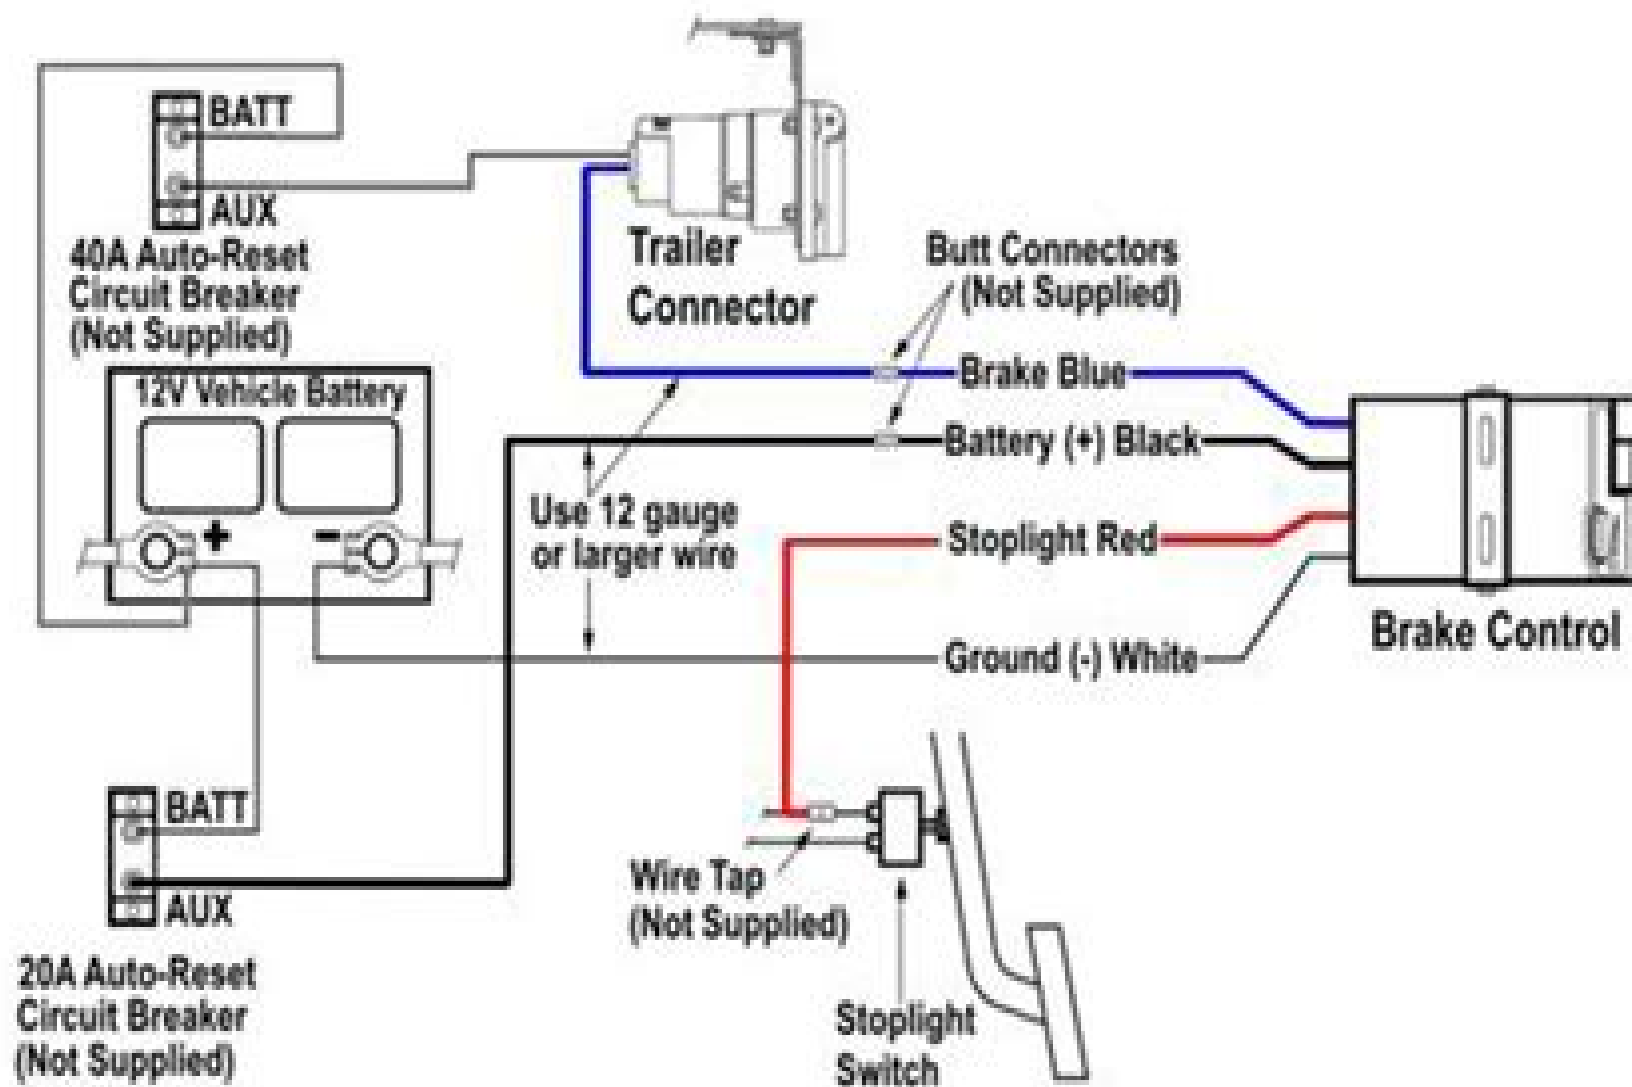 BATT
AUX
40A Auto-Reset
Circuit Breaker
(Not Supplied)
Trailer
Connector
Butt Connectors
(Not Supplied)
12V Vehicle Battery
+
-
Brake Blue
Battery (+) Black
Use 12 gauge
or larger wire
Stoplight Red
Ground (-) White
Brake Control
BATT
AUX
20A Auto-Reset
Circuit Breaker
(Not Supplied)
Wire Tap
(Not Supplied)
Stoplight
Switch